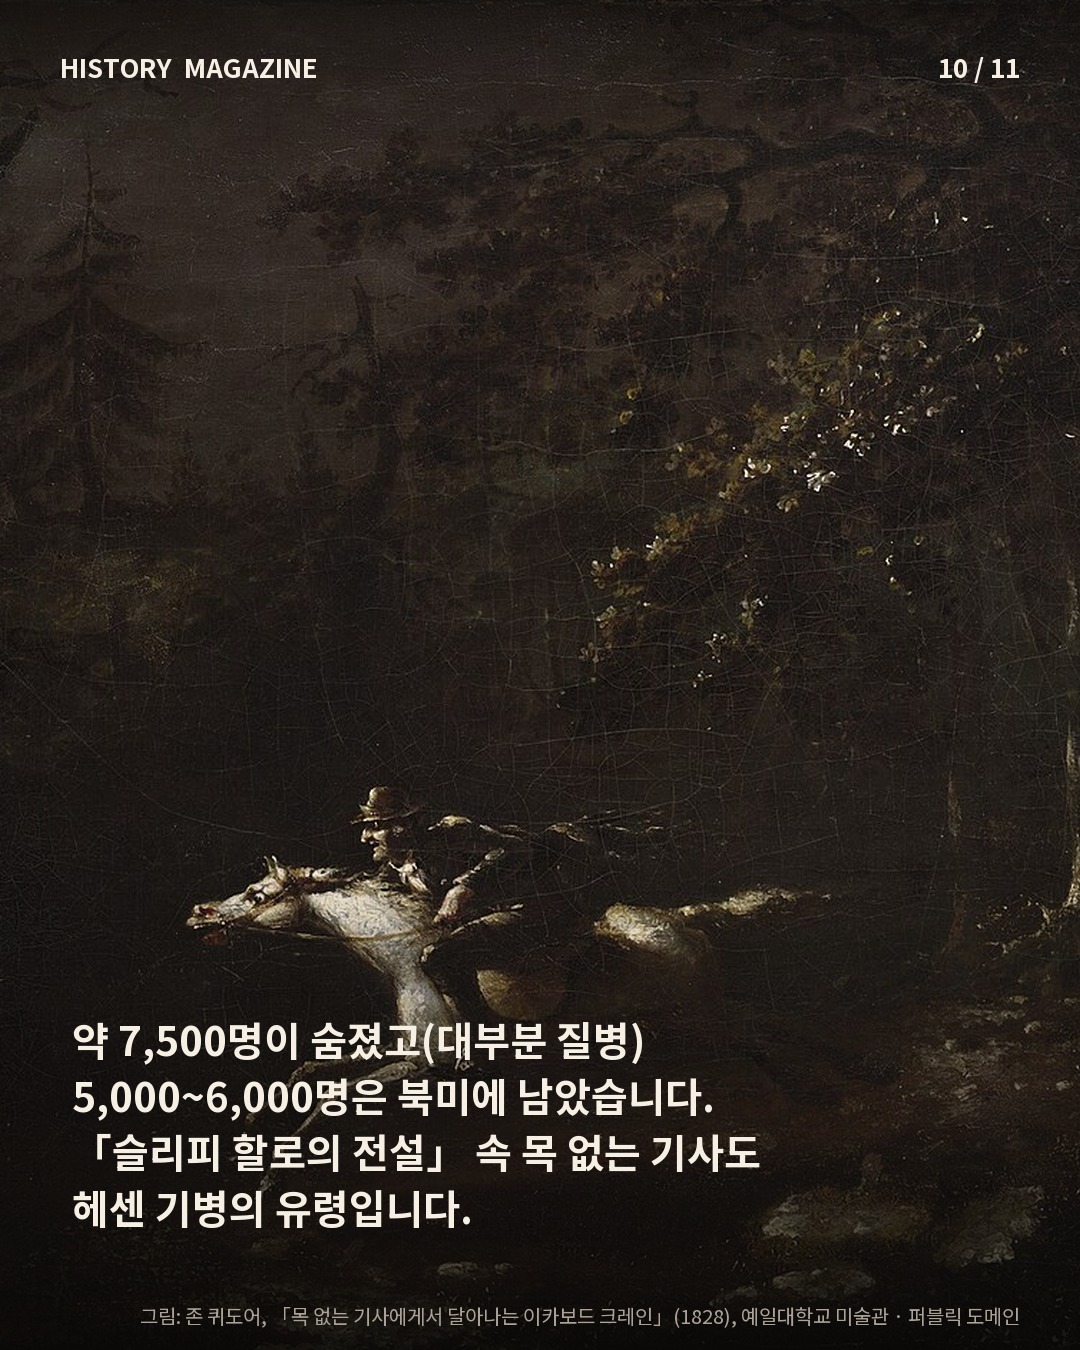 HISTORY MAGAZINE
10 / 11
약 7,500명이 숨졌고(대부분 질병)
5,000~6,000명은 북미에 남았습니다.
「슬리피 할로의 전설」 속 목 없는 기사도
헤센 기병의 유령입니다.
그림: 존 퀴도어, 「목 없는 기사에게서 달아나는 이카보드 크레인」(1828), 예일대학교 미술관 · 퍼블릭 도메인